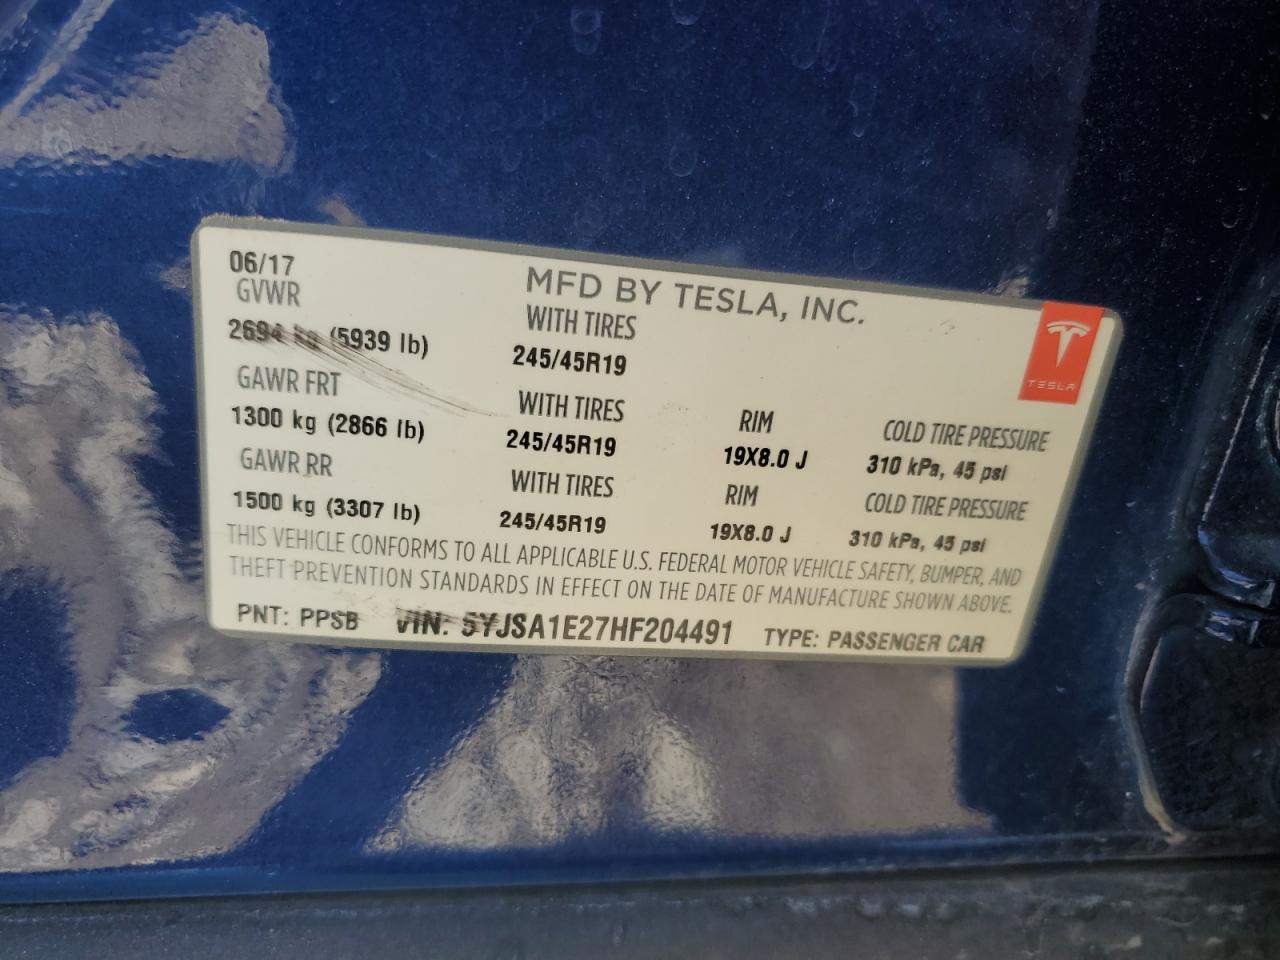 06/17
MFD BY TESLA, INC.
GVWR WITH TIRES
2694 kg (5939 lb) 245/45R19
TESLA
GAWR FRT WITH TIRES RIM COLD TIRE PRESSURE
1300 kg (2866 lb) 245/45R19 19X8.0 J 310 kPa, 45 psi
GAWR RR WITH TIRES RIM COLD TIRE PRESSURE
1500 kg (3307 lb) 245/45R19 19X8.0 J 310 kPa, 45 psi
THIS VEHICLE CONFORMS TO ALL APPLICABLE U.S. FEDERAL MOTOR VEHICLE SAFETY, BUMPER, AND
THEFT PREVENTION STANDARDS IN EFFECT ON THE DATE OF MANUFACTURE SHOWN ABOVE.
PNT: PPSB VIN: 5YJSA1E27HF204491 TYPE: PASSENGER CAR